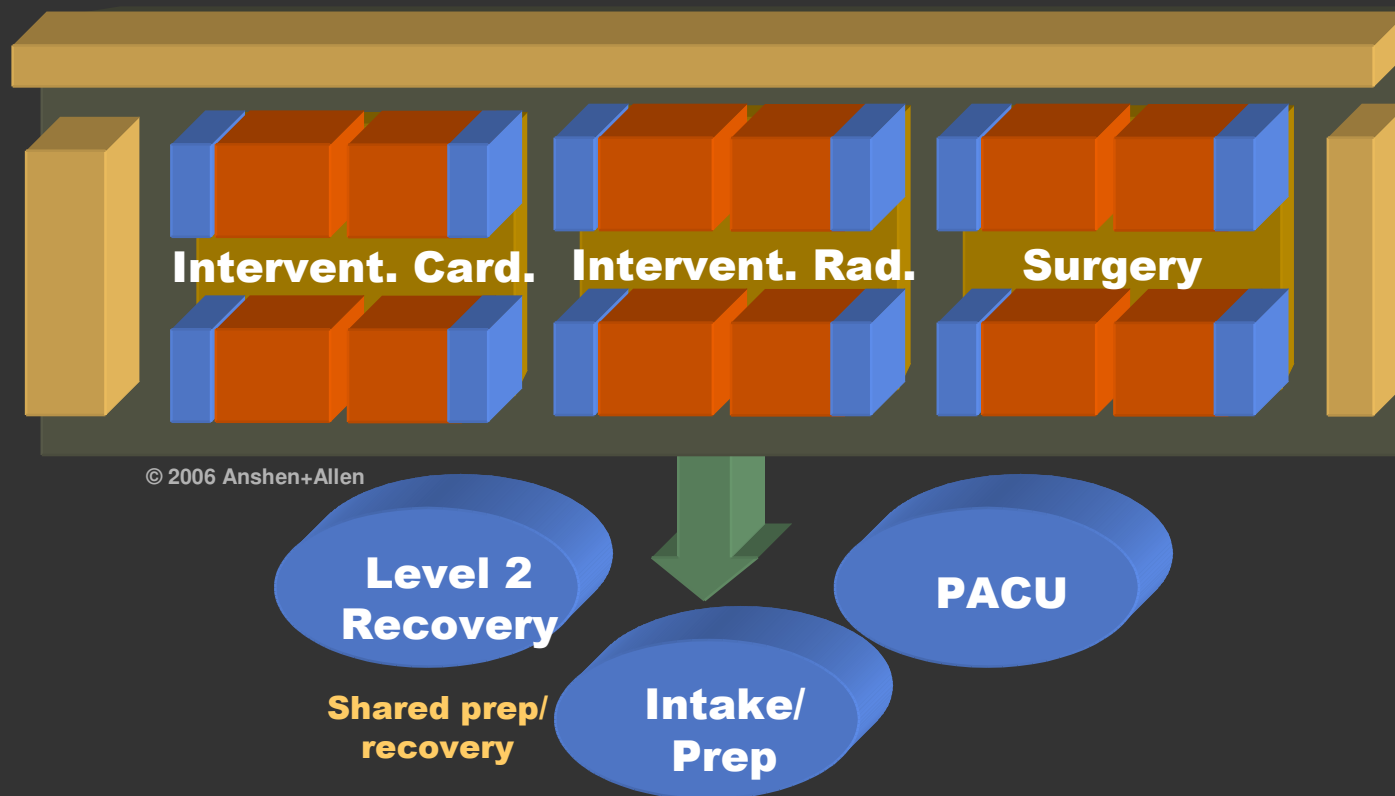 Intervent. Card.
Intervent. Rad.
Surgery
© 2006 Anshen+Allen
Level 2
Recovery
PACU
Shared prep/
recovery
Intake/
Prep